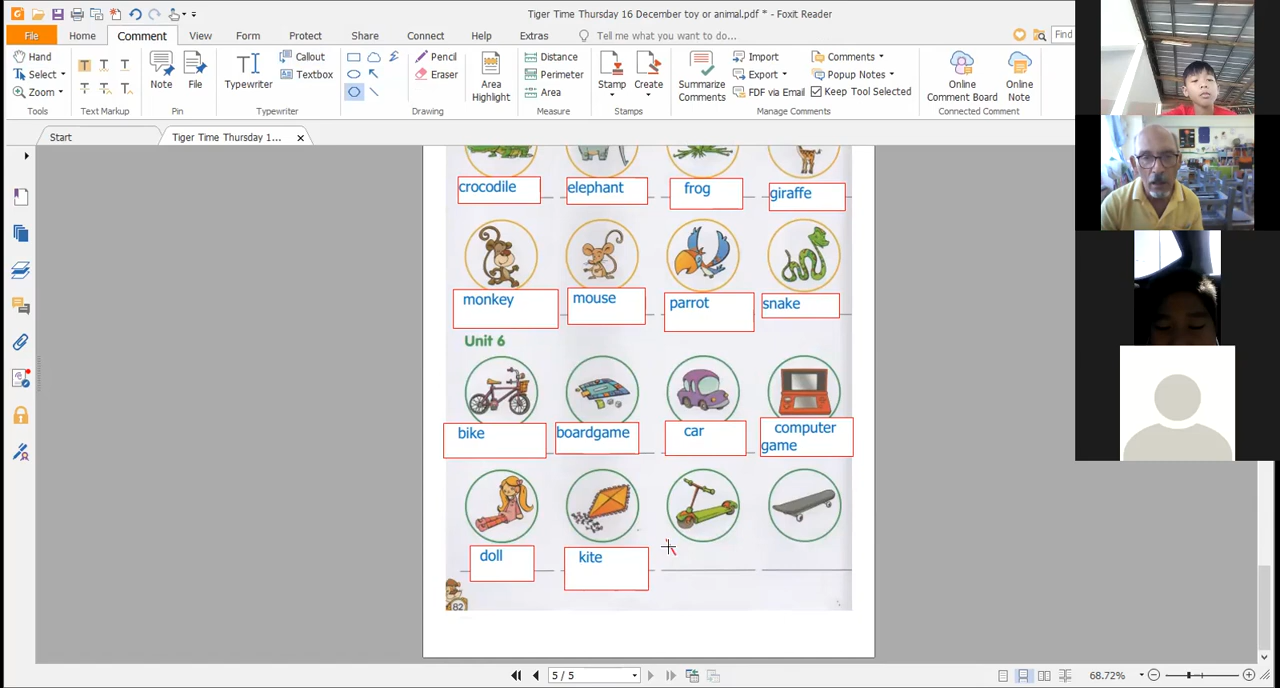 Tiger Time Thursday 16 December toy or animal.pdf * - Foxit Reader
File Home Comment View Form Protect Share Connect Help Extras Tell me what you want to do... Find
Hand
Select
Zoom
Tools
T T T
T T T
Text Markup
Note
File
Pin
Typewriter
Callout
Textbox
Typewriter
Pencil
Eraser
Drawing
Area
Highlight
Distance
Perimeter
Area
Measure
Stamp
Create
Stamps
Summarize
Comments
Import
Export
FDF via Email
Comments
Popup Notes
Keep Tool Selected
Manage Comments
Online
Comment Board
Online
Note
Connected Comment
Start
Tiger Time Thursday 1...
crocodile elephant frog giraffe
monkey mouse parrot snake
Unit 6
bike boardgame car computer
game
doll kite
82
5 / 5
68.72%